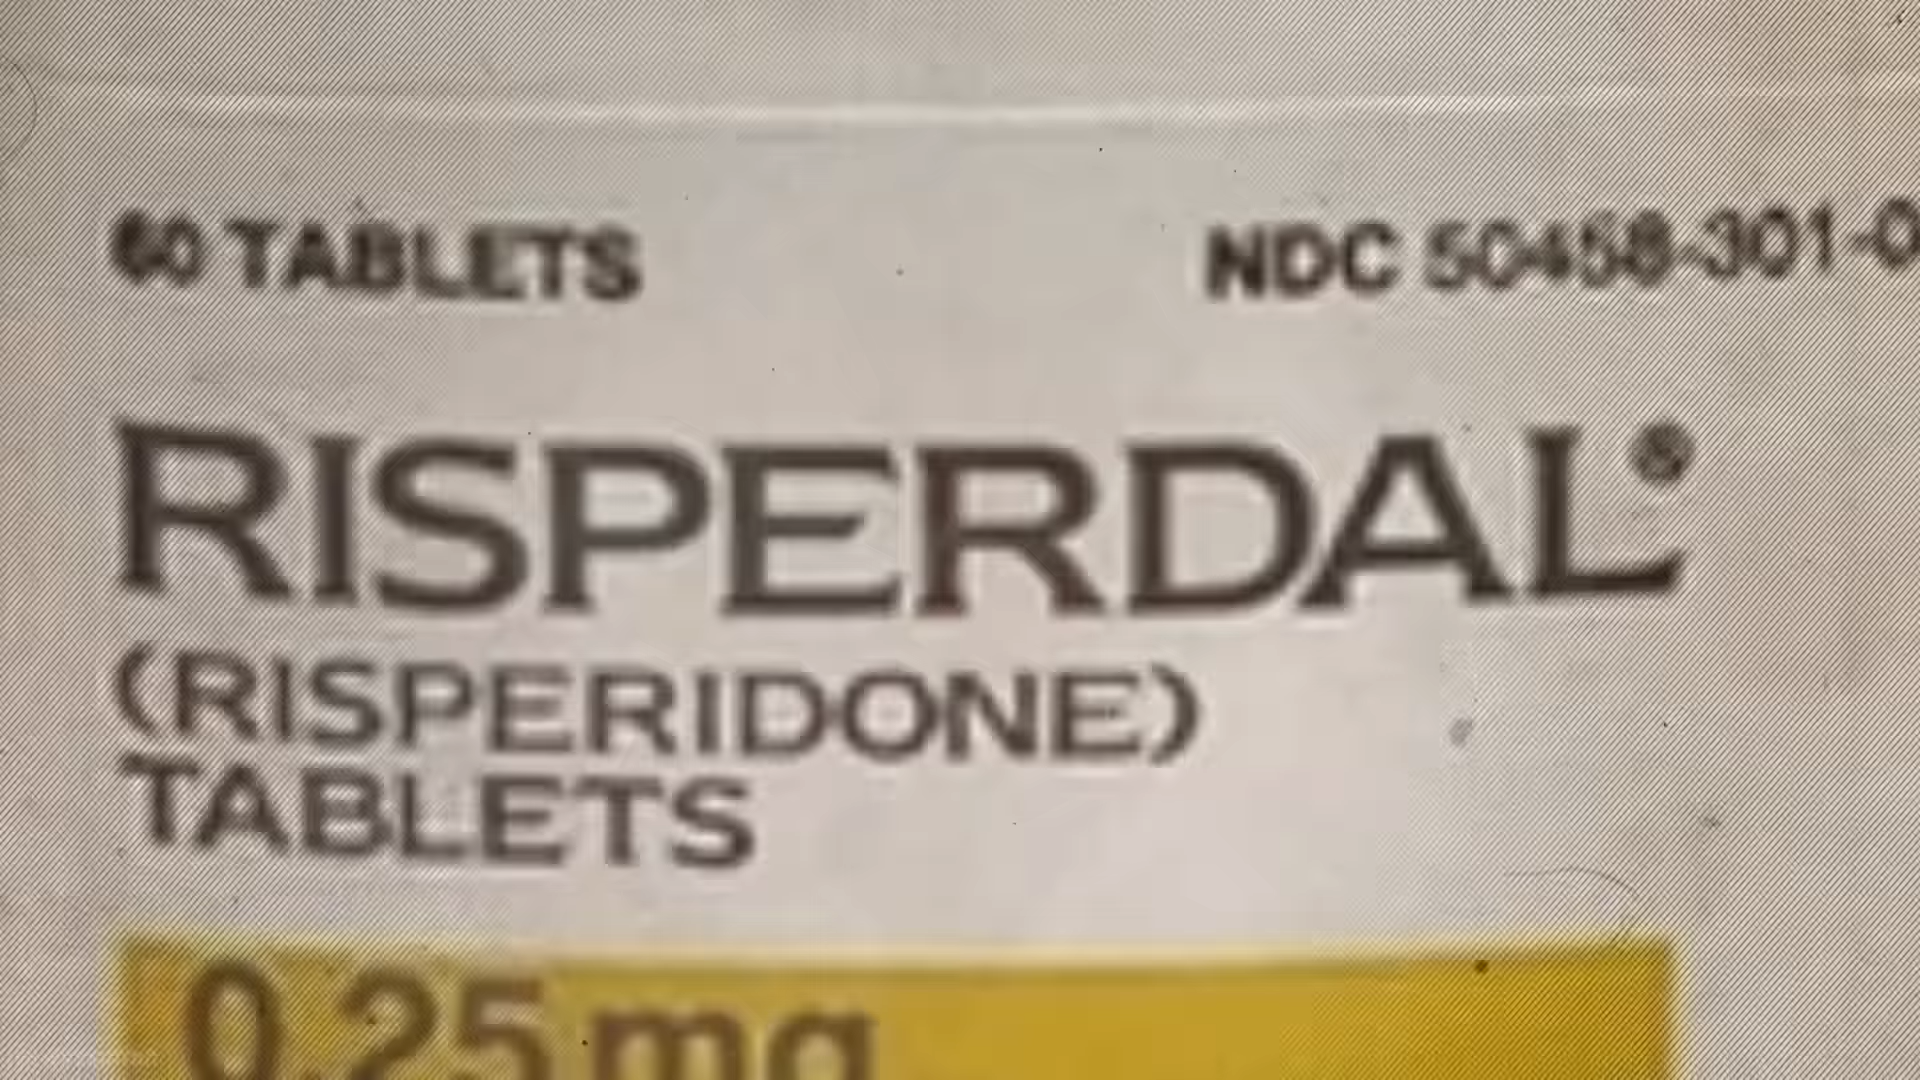 60 TABLETS NDC 50458-301-0
RISPERDAL®
(RISPERIDONE)
TABLETS
0.25 mg